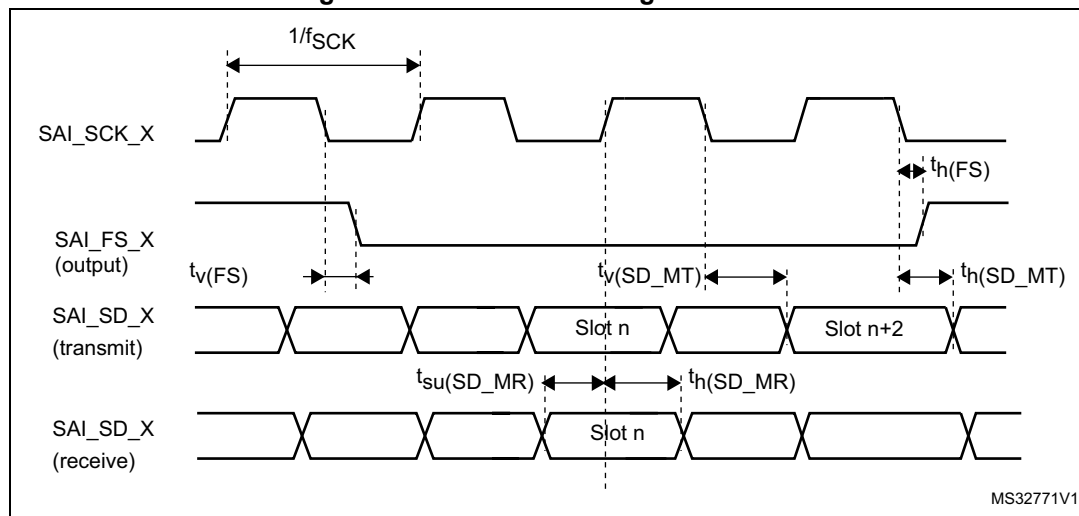 1/fSCK
SAI_SCK_X
th(FS)
SAI_FS_X
(output)
tv(FS)
tv(SD_MT)
th(SD_MT)
SAI_SD_X
(transmit)
Slot n
Slot n+2
tsu(SD_MR)
th(SD_MR)
SAI_SD_X
(receive)
Slot n
MS32771V1